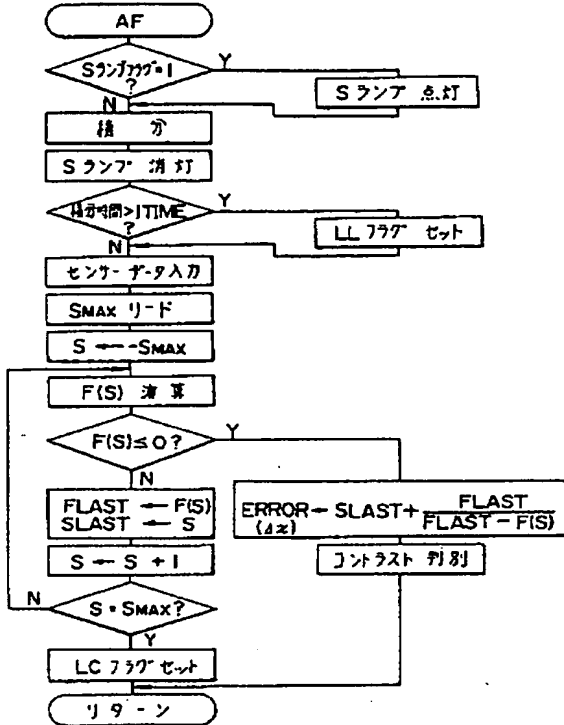 AF
Sランプフラグ=1
?
Y
N
Sランプ 点灯
積 分
Sランプ 消灯
積分時間>ITIME
?
Y
N
LLフラグ セット
センサーデータ入力
SMAX リード
S ← -SMAX
F(S) 演算
F(S)≤0?
Y
N
FLAST ← F(S)
SLAST ← S
ERROR ← SLAST + FLAST / FLAST - F(S)
(Δx)
S ← S + 1
コントラスト 判別
N
S = SMAX?
Y
LC フラグ セット
リターン